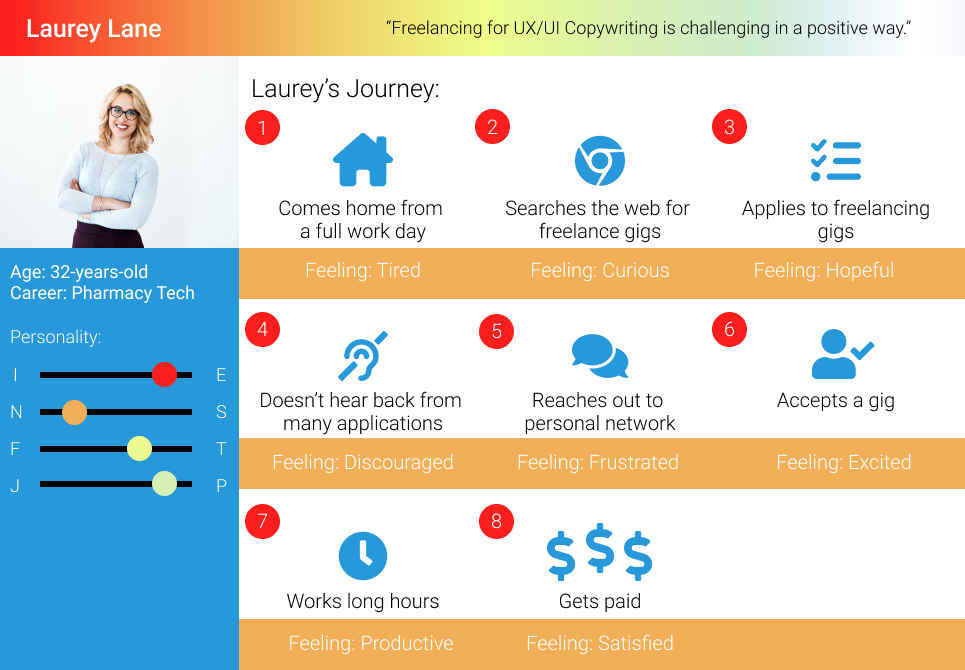 Laurey Lane
“Freelancing for UX/UI Copywriting is challenging in a positive way.”
Age: 32-years-old
Career: Pharmacy Tech
Personality:
I E
N S
F T
J P
Laurey’s Journey:
1
Comes home from
a full work day
Feeling: Tired
2
Searches the web for
freelance gigs
Feeling: Curious
3
Applies to freelancing
gigs
Feeling: Hopeful
4
Doesn’t hear back from
many applications
Feeling: Discouraged
5
Reaches out to
personal network
Feeling: Frustrated
6
Accepts a gig
Feeling: Excited
7
Works long hours
Feeling: Productive
8
$ $ $
Gets paid
Feeling: Satisfied